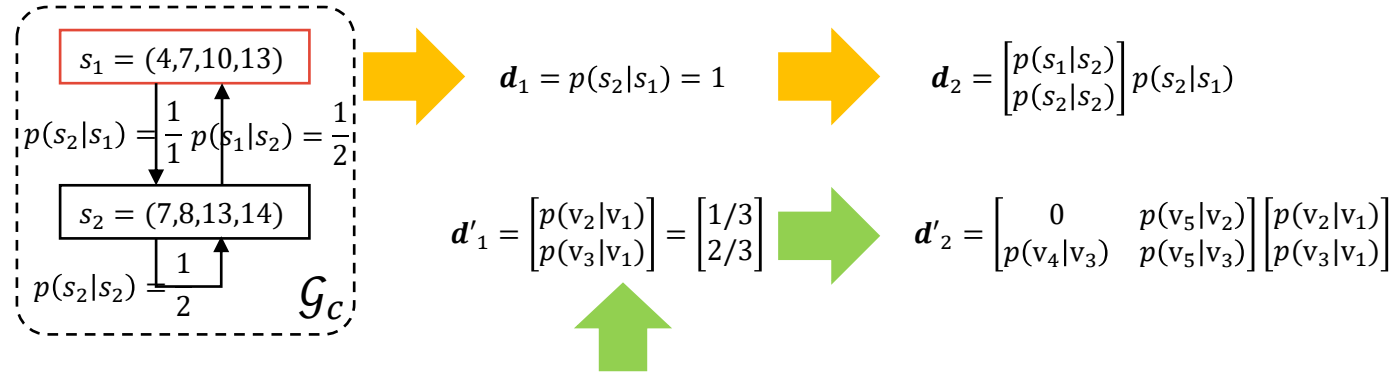 s₁ = (4,7,10,13)
p(s₂|s₁) = 1/1 p(s₁|s₂) = 1/2
s₂ = (7,8,13,14)
p(s₂|s₂) = 1/2
𝒢c
d₁ = p(s₂|s₁) = 1
d₂ = [p(s₁|s₂) p(s₂|s₂)] p(s₂|s₁)
d′₁ = [p(v₂|v₁) p(v₃|v₁)] = [1/3 2/3]
d′₂ = [0 p(v₅|v₂) p(v₄|v₃) p(v₅|v₃)] [p(v₂|v₁) p(v₃|v₁)]